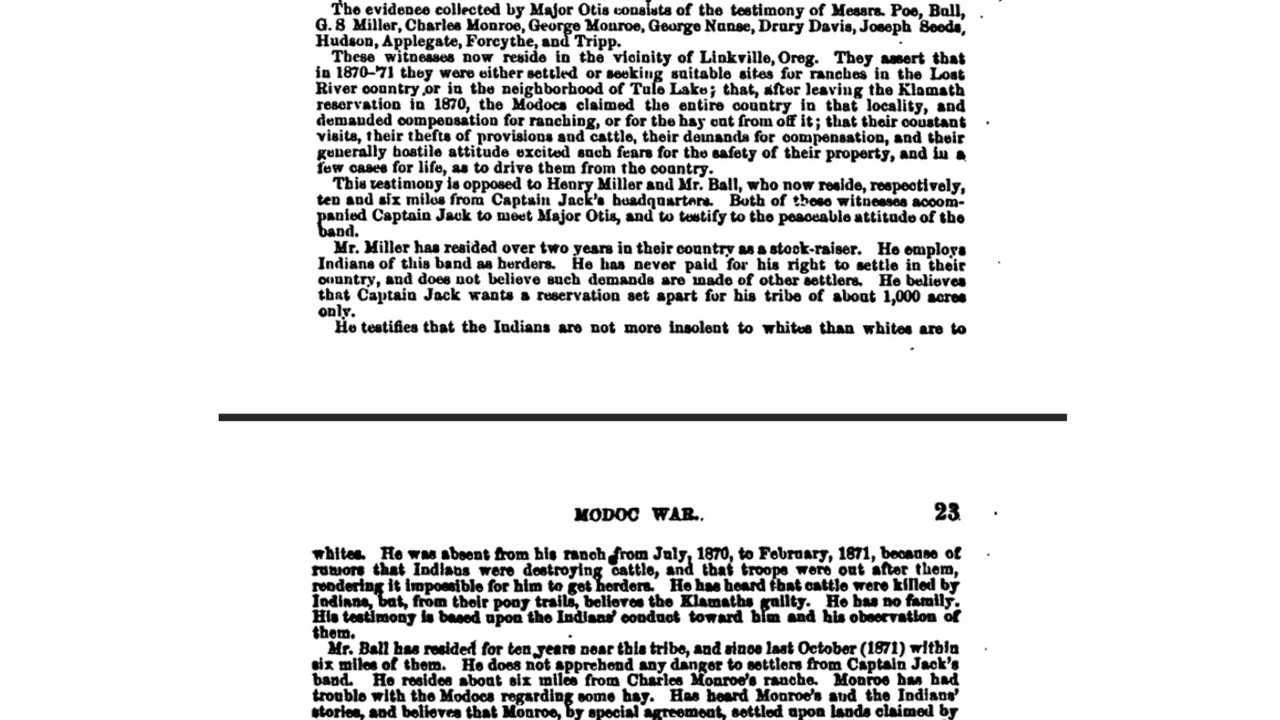 The evidence collected by Major Otis consists of the testimony of Messrs. Poe, Ball,
G. S Miller, Charles Monroe, George Monroe, George Nunse, Drury Davis, Joseph Seeds,
Hudson, Applegate, Forcythe, and Tripp.
These witnesses now reside in the vicinity of Linkville, Oreg. They assert that
in 1870–'71 they were either settled or seeking suitable sites for ranches in the Lost
River country, or in the neighborhood of Tule Lake; that, after leaving the Klamath
reservation in 1870, the Modocs claimed the entire country in that locality, and
demanded compensation for ranching, or for the hay cut from off it; that their constant
visits, their thefts of provisions and cattle, their demands for compensation, and their
generally hostile attitude excited such fears for the safety of their property, and in a
few cases for life, as to drive them from the country.
This testimony is opposed to Henry Miller and Mr. Ball, who now reside, respectively,
ten and six miles from Captain Jack's headquarters. Both of these witnesses accom-
panied Captain Jack to meet Major Otis, and to testify to the peaceable attitude of the
band.
Mr. Miller has resided over two years in their country as a stock-raiser. He employs
Indians of this band as herders. He has never paid for his right to settle in their
country, and does not believe such demands are made of other settlers. He believes
that Captain Jack wants a reservation set apart for his tribe of about 1,000 acres
only.
He testifies that the Indians are not more insolent to whites than whites are to
MODOC WAR. 23
whites. He was absent from his ranch from July, 1870, to February, 1871, because of
rumors that Indians were destroying cattle, and that troops were out after them,
rendering it impossible for him to get herders. He has heard that cattle were killed by
Indians, but, from their pony trails, believes the Klamaths guilty. He has no family.
His testimony is based upon the Indians' conduct toward him and his observation of
them.
Mr. Ball has resided for ten years near this tribe, and since last October (1871) within
six miles of them. He does not apprehend any danger to settlers from Captain Jack's
band. He resides about six miles from Charles Monroe's ranche. Monroe has had
trouble with the Modocs regarding some hay. Has heard Monroe's and the Indians'
stories, and believes that Monroe, by special agreement, settled upon lands claimed by